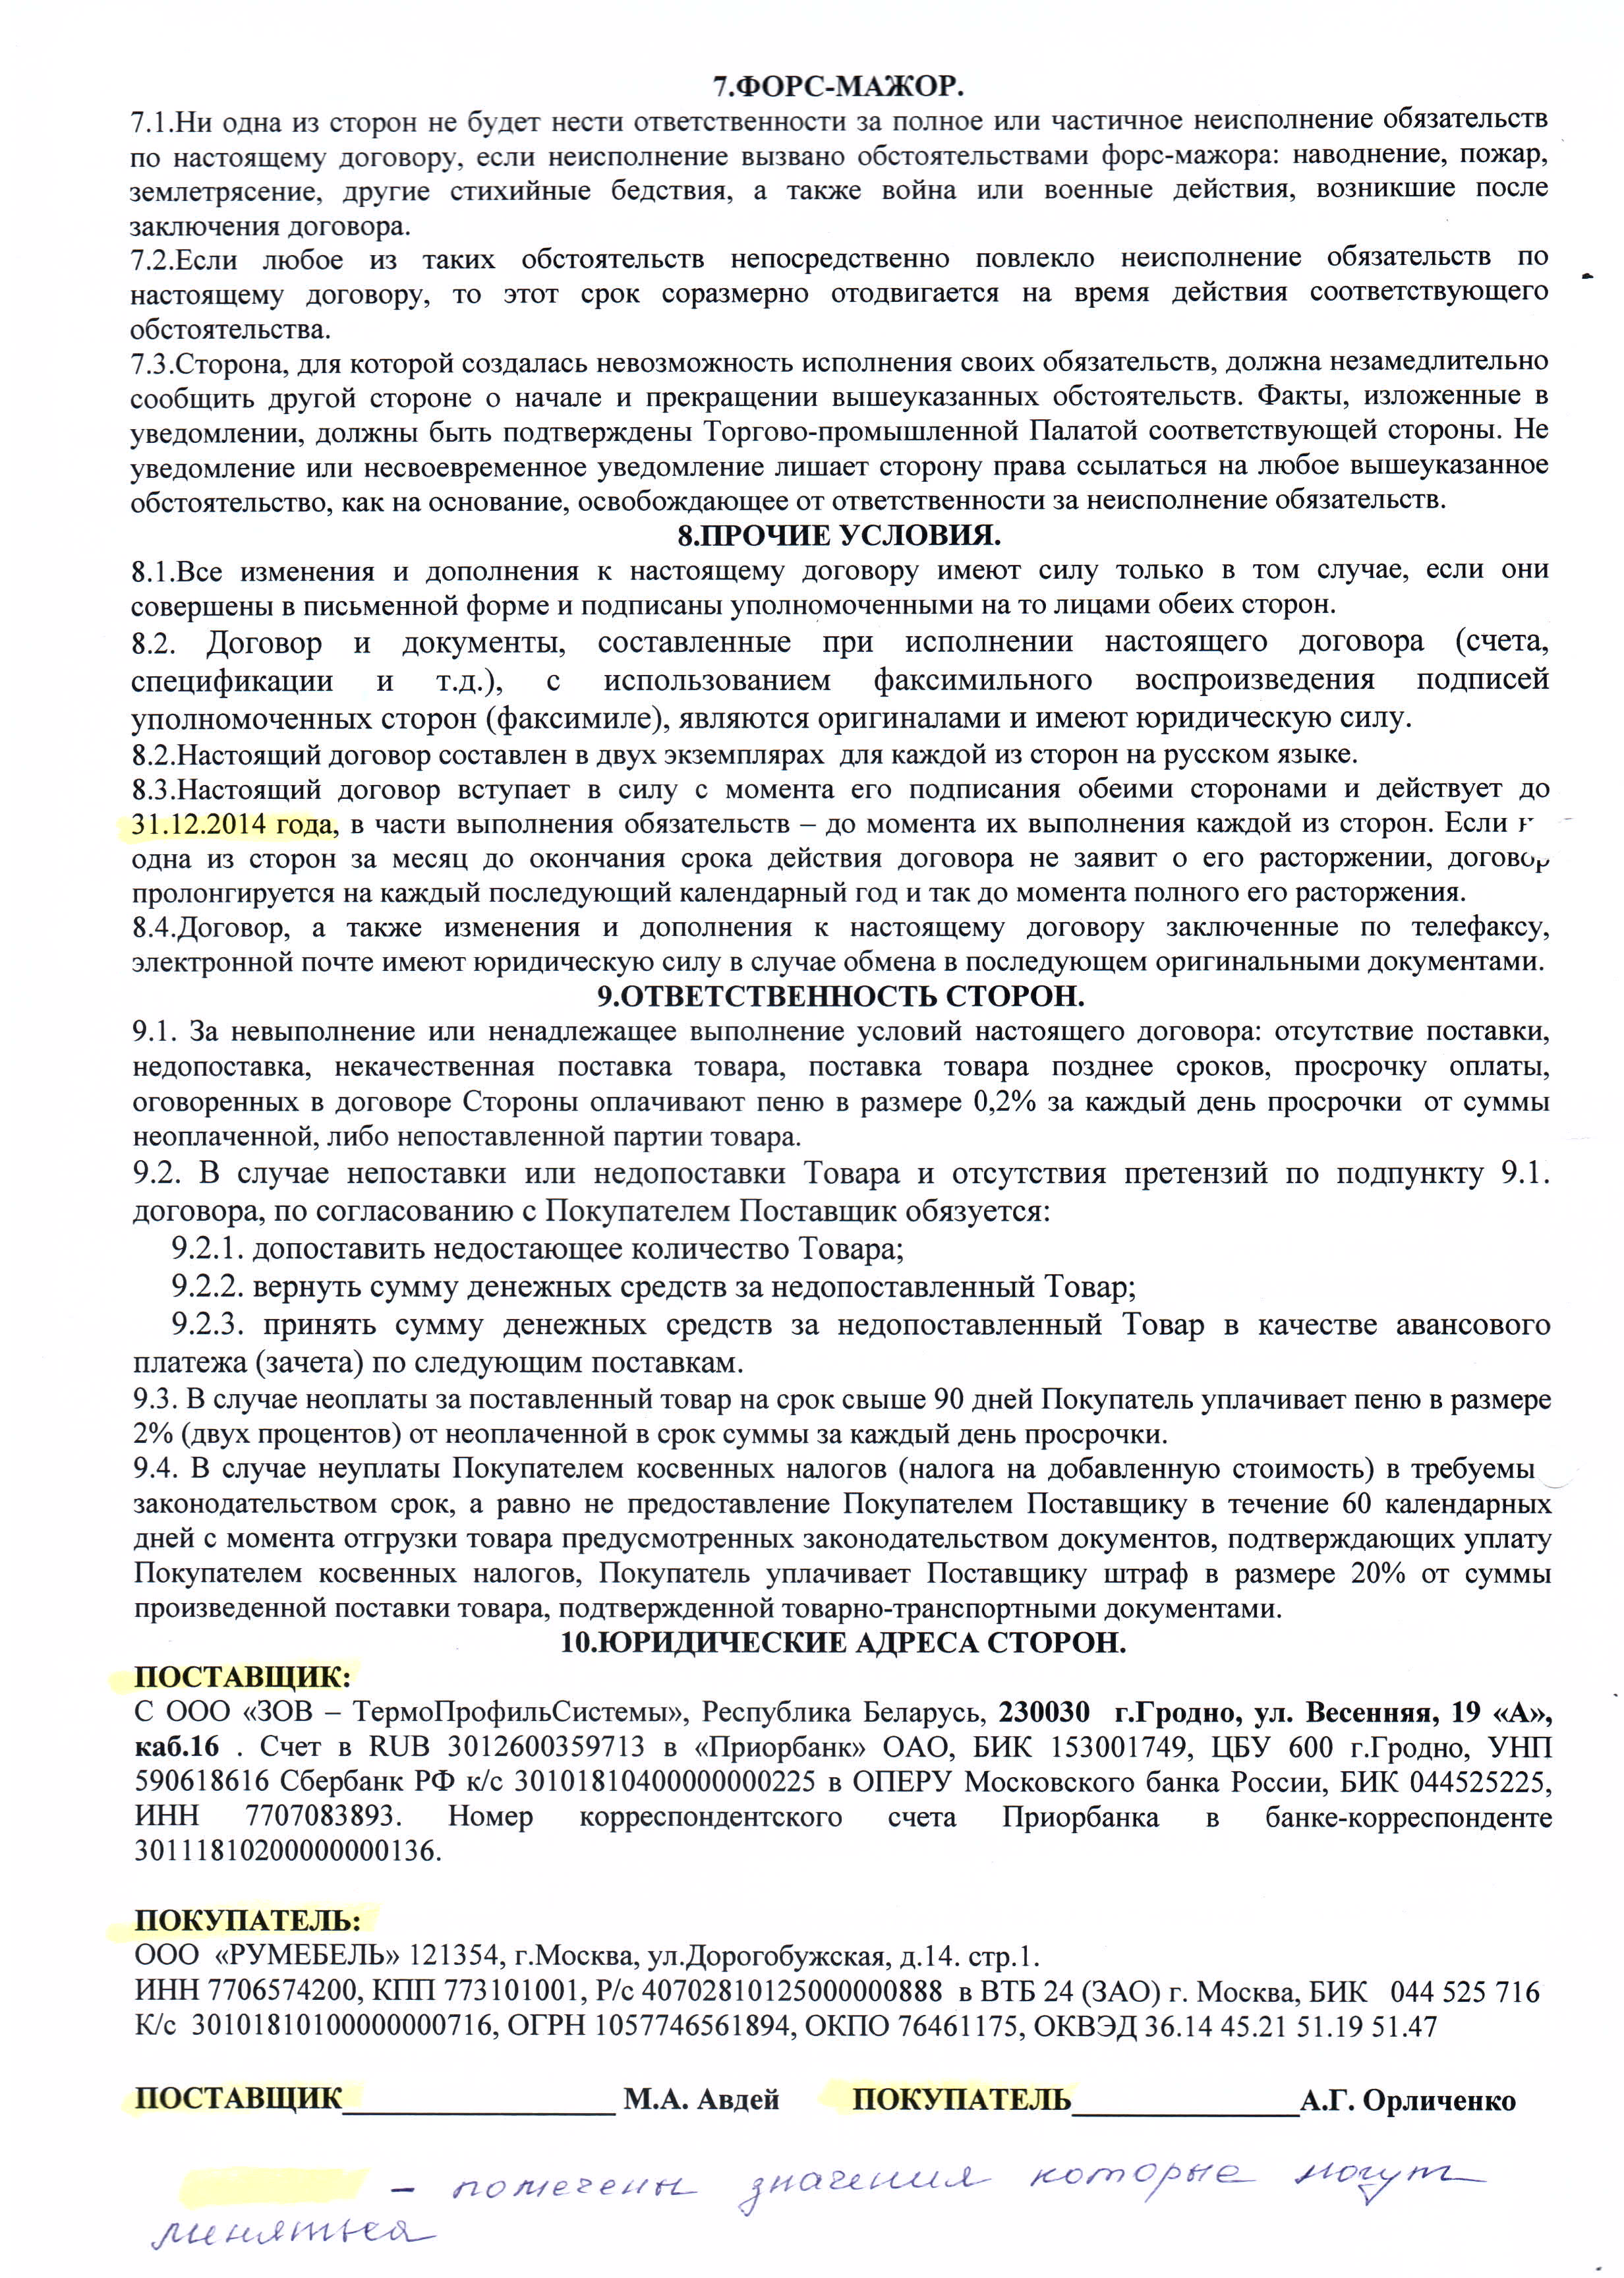 7.ФОРС-МАЖОР.
7.1.Ни одна из сторон не будет нести ответственности за полное или частичное неисполнение обязательств
по настоящему договору, если неисполнение вызвано обстоятельствами форс-мажора: наводнение, пожар,
землетрясение, другие стихийные бедствия, а также война или военные действия, возникшие после
заключения договора.
7.2.Если любое из таких обстоятельств непосредственно повлекло неисполнение обязательств по
настоящему договору, то этот срок соразмерно отодвигается на время действия соответствующего
обстоятельства.
7.3.Сторона, для которой создалась невозможность исполнения своих обязательств, должна незамедлительно
сообщить другой стороне о начале и прекращении вышеуказанных обстоятельств. Факты, изложенные в
уведомлении, должны быть подтверждены Торгово-промышленной Палатой соответствующей стороны. Не
уведомление или несвоевременное уведомление лишает сторону права ссылаться на любое вышеуказанное
обстоятельство, как на основание, освобождающее от ответственности за неисполнение обязательств.
8.ПРОЧИЕ УСЛОВИЯ.
8.1.Все изменения и дополнения к настоящему договору имеют силу только в том случае, если они
совершены в письменной форме и подписаны уполномоченными на то лицами обеих сторон.
8.2. Договор и документы, составленные при исполнении настоящего договора (счета,
спецификации и т.д.), с использованием факсимильного воспроизведения подписей
уполномоченных сторон (факсимиле), являются оригиналами и имеют юридическую силу.
8.2.Настоящий договор составлен в двух экземплярах для каждой из сторон на русском языке.
8.3.Настоящий договор вступает в силу с момента его подписания обеими сторонами и действует до
31.12.2014 года, в части выполнения обязательств – до момента их выполнения каждой из сторон. Если
одна из сторон за месяц до окончания срока действия договора не заявит о его расторжении, договор
пролонгируется на каждый последующий календарный год и так до момента полного его расторжения.
8.4.Договор, а также изменения и дополнения к настоящему договору заключенные по телефаксу,
электронной почте имеют юридическую силу в случае обмена в последующем оригинальными документами.
9.ОТВЕТСТВЕННОСТЬ СТОРОН.
9.1. За невыполнение или ненадлежащее выполнение условий настоящего договора: отсутствие поставки,
недопоставка, некачественная поставка товара, поставка товара позднее сроков, просрочку оплаты,
оговоренных в договоре Стороны оплачивают пеню в размере 0,2% за каждый день просрочки от суммы
неоплаченной, либо непоставленной партии товара.
9.2. В случае непоставки или недопоставки Товара и отсутствия претензий по подпункту 9.1.
договора, по согласованию с Покупателем Поставщик обязуется:
9.2.1. допоставить недостающее количество Товара;
9.2.2. вернуть сумму денежных средств за недопоставленный Товар;
9.2.3. принять сумму денежных средств за недопоставленный Товар в качестве авансового
платежа (зачета) по следующим поставкам.
9.3. В случае неоплаты за поставленный товар на срок свыше 90 дней Покупатель уплачивает пеню в размере
2% (двух процентов) от неоплаченной в срок суммы за каждый день просрочки.
9.4. В случае неуплаты Покупателем косвенных налогов (налога на добавленную стоимость) в требуемы
законодательством срок, а равно не предоставление Покупателем Поставщику в течение 60 календарных
дней с момента отгрузки товара предусмотренных законодательством документов, подтверждающих уплату
Покупателем косвенных налогов, Покупатель уплачивает Поставщику штраф в размере 20% от суммы
произведенной поставки товара, подтвержденной товарно-транспортными документами.
10.ЮРИДИЧЕСКИЕ АДРЕСА СТОРОН.
ПОСТАВЩИК:
С ООО «ЗОВ – ТермоПрофильСистемы», Республика Беларусь, 230030 г.Гродно, ул. Весенняя, 19 «А»,
каб.16 . Счет в RUB 3012600359713 в «Приорбанк» ОАО, БИК 153001749, ЦБУ 600 г.Гродно, УНП
590618616 Сбербанк РФ к/с 30101810400000000225 в ОПЕРУ Московского банка России, БИК 044525225,
ИНН 7707083893. Номер корреспондентского счета Приорбанка в банке-корреспонденте
30111810200000000136.
ПОКУПАТЕЛЬ:
ООО «РУМЕБЕЛЬ» 121354, г.Москва, ул.Дорогобужская, д.14. стр.1.
ИНН 7706574200, КПП 773101001, Р/с 40702810125000000888 в ВТБ 24 (ЗАО) г. Москва, БИК 044 525 716
К/с 30101810100000000716, ОГРН 1057746561894, ОКПО 76461175, ОКВЭД 36.14 45.21 51.19 51.47
ПОСТАВЩИК_________________ М.А. Авдей ПОКУПАТЕЛЬ______________А.Г. Орличенко
– помечены значения которые могут
меняться